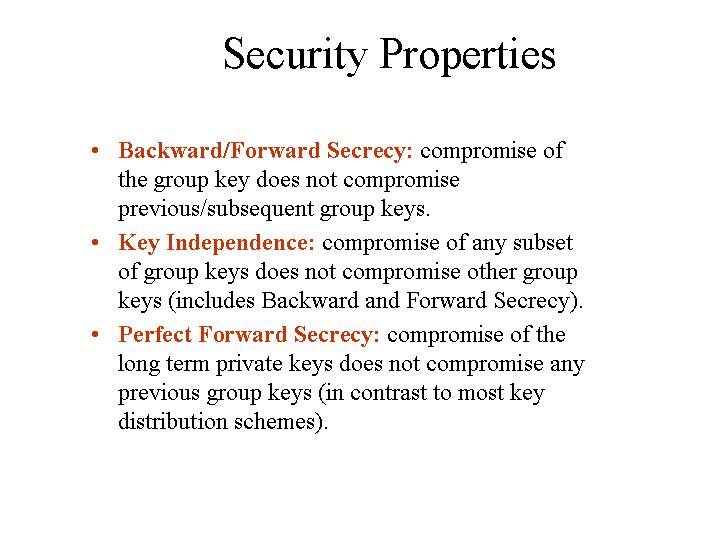 Security Properties
• Backward/Forward Secrecy: compromise of
the group key does not compromise
previous/subsequent group keys.
• Key Independence: compromise of any subset
of group keys does not compromise other group
keys (includes Backward and Forward Secrecy).
• Perfect Forward Secrecy: compromise of the
long term private keys does not compromise any
previous group keys (in contrast to most key
distribution schemes).